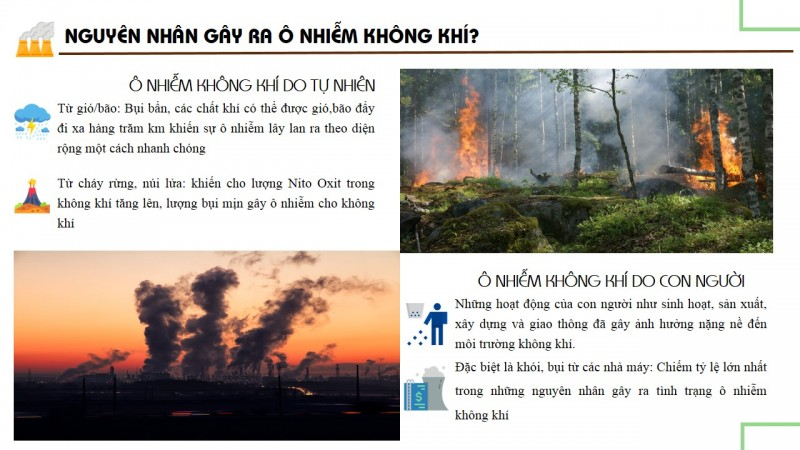 NGUYÊN NHÂN GÂY RA Ô NHIỄM KHÔNG KHÍ?
Ô NHIỄM KHÔNG KHÍ DO TỰ NHIÊN
Từ gió/bão: Bụi bẩn, các chất khí có thể được gió,bão đẩy
đi xa hàng trăm km khiến sự ô nhiễm lây lan ra theo diện
rộng một cách nhanh chóng
Từ cháy rừng, núi lửa: khiến cho lượng Nito Oxit trong
không khí tăng lên, lượng bụi mịn gây ô nhiễm cho không
khí
Ô NHIỄM KHÔNG KHÍ DO CON NGƯỜI
Những hoạt động của con người như sinh hoạt, sản xuất,
xây dựng và giao thông đã gây ảnh hưởng nặng nề đến
môi trường không khí.
Đặc biệt là khói, bụi từ các nhà máy: Chiếm tỷ lệ lớn nhất
trong những nguyên nhân gây ra tình trạng ô nhiễm
không khí